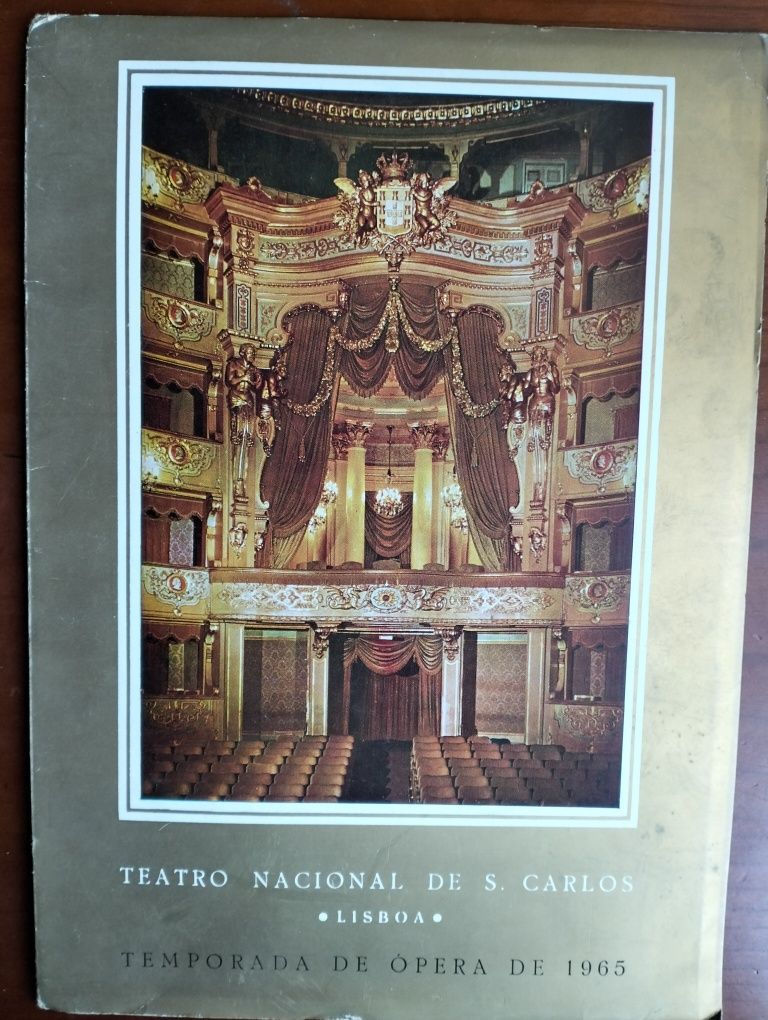 TEATRO NACIONAL DE S. CARLOS
• LISBOA •
TEMPORADA DE ÓPERA DE 1965